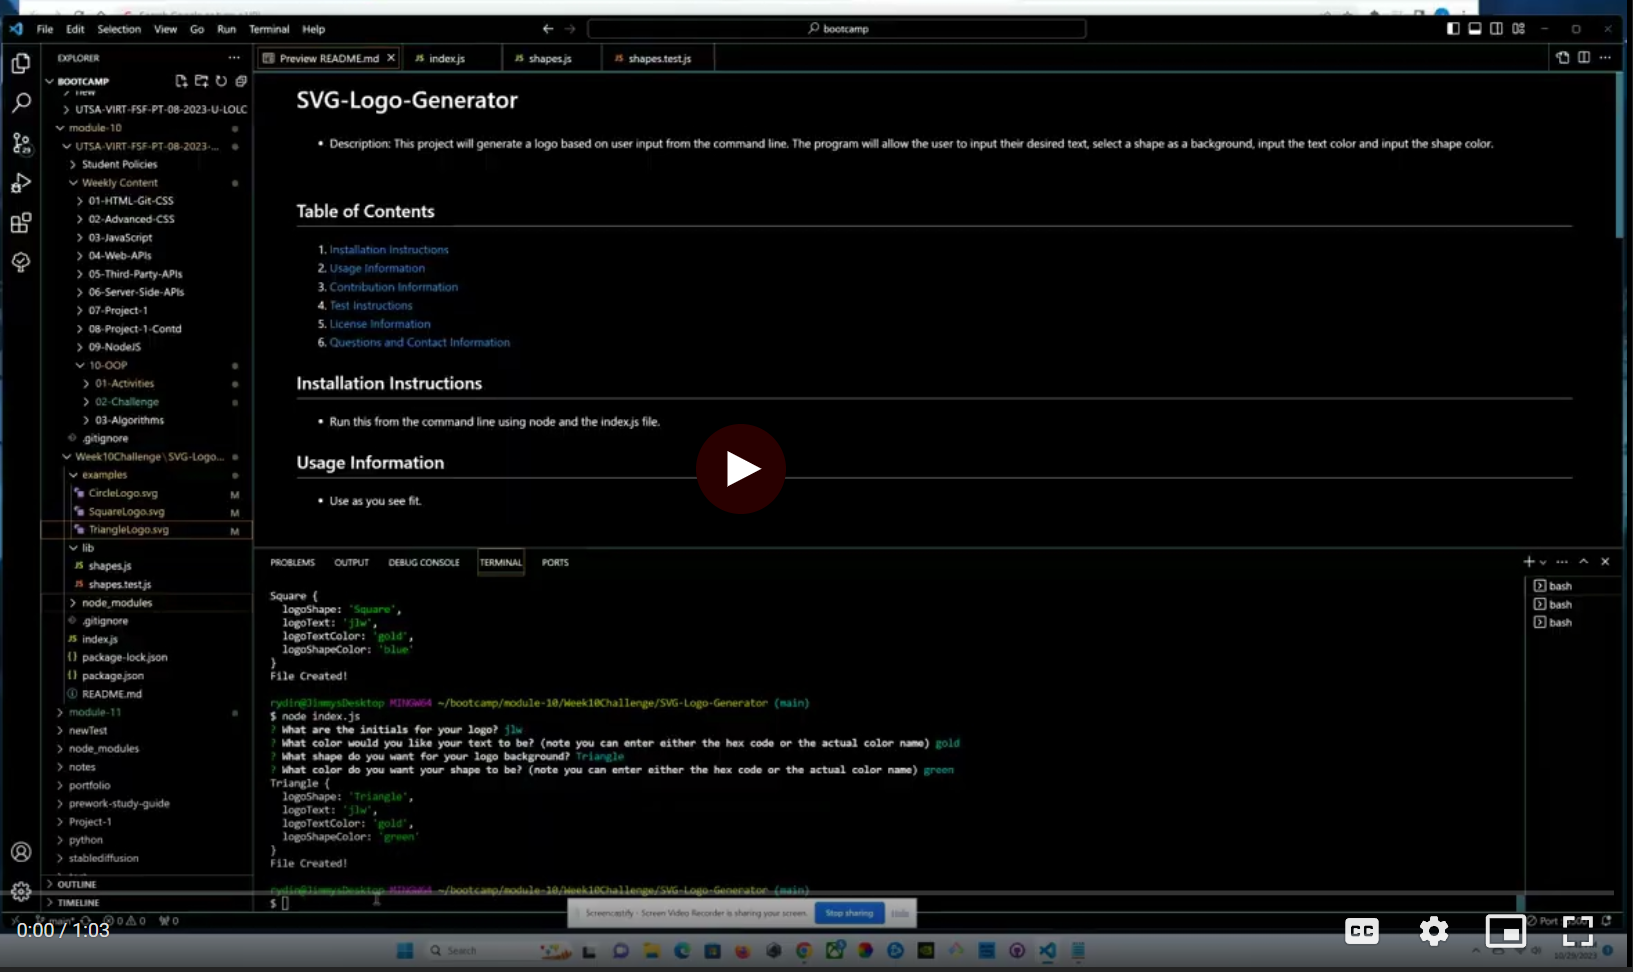 File Edit Selection View Go Run Terminal Help
bootcamp
EXPLORER
BOOTCAMP
new
UTSA-VIRT-FSF-PT-08-2023-U-LOLC
module-10
UTSA-VIRT-FSF-PT-08-2023-...
Student Policies
Weekly Content
01-HTML-Git-CSS
02-Advanced-CSS
03-JavaScript
04-Web-APIs
05-Third-Party-APIs
06-Server-Side-APIs
07-Project-1
08-Project-1-Contd
09-NodeJS
10-OOP
01-Activities
02-Challenge
03-Algorithms
.gitignore
Week10Challenge\SVG-Logo...
examples
CircleLogo.svg M
SquareLogo.svg M
TriangleLogo.svg M
lib
JS shapes.js
JS shapes.test.js
node_modules
.gitignore
JS index.js
{} package-lock.json
{} package.json
README.md
module-11
newTest
node_modules
notes
portfolio
prework-study-guide
Project-1
python
stablediffusion
OUTLINE
TIMELINE
Preview README.md
JS index.js
JS shapes.js
JS shapes.test.js
SVG-Logo-Generator
• Description: This project will generate a logo based on user input from the command line. The program will allow the user to input their desired text, select a shape as a background, input the text color and input the shape color.
Table of Contents
1. Installation Instructions
2. Usage Information
3. Contribution Information
4. Test Instructions
5. License Information
6. Questions and Contact Information
Installation Instructions
• Run this from the command line using node and the index.js file.
Usage Information
• Use as you see fit.
PROBLEMS OUTPUT DEBUG CONSOLE TERMINAL PORTS
bash
bash
bash
Square {
logoShape: 'Square',
logoText: 'jlw',
logoTextColor: 'gold',
logoShapeColor: 'blue'
}
File Created!
rydin@JimmysDesktop MINGW64 ~/bootcamp/module-10/Week10Challenge/SVG-Logo-Generator (main)
$ node index.js
? What are the initials for your logo? jlw
? What color would you like your text to be? (note you can enter either the hex code or the actual color name) gold
? What shape do you want for your logo background? Triangle
? What color do you want your shape to be? (note you can enter either the hex code or the actual color name) green
Triangle {
logoShape: 'Triangle',
logoText: 'jlw',
logoTextColor: 'gold',
logoShapeColor: 'green'
}
File Created!
rydin@JimmysDesktop MINGW64 ~/bootcamp/module-10/Week10Challenge/SVG-Logo-Generator (main)
$
Screencastify - Screen Video Recorder is sharing your screen. Stop sharing Hide
main* 0 0 0
Port
0:00 / 1:03
CC
Search
10/29/2023